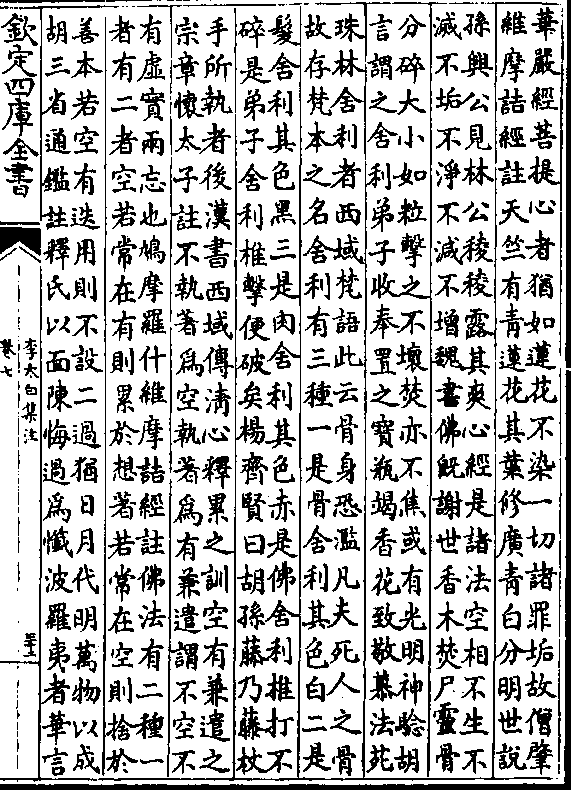 華嚴經菩提心者猶如蓮花不染一切諸罪垢故僧肇
維摩詰經註天竺有青蓮花其葉修廣青白分明世說
孫興公見林公稜稜露其爽心經是諸法空相不生不
滅不垢不淨不減不增魏書佛既謝世香木焚尸靈骨
分碎大小如粒擊之不壞焚亦不焦或有光明神驗胡
言謂之舍利弟子收奉置之寶瓶竭香花致敬慕法苑
珠林舍利者西域梵語此云骨身恐濫凡夫死人之骨
故存梵本之名舍利有三種一是骨舍利其色白二是
髮舍利其色黑三是肉舍利其色赤是佛舍利推打不
碎是弟子舍利椎擊便破矣楊齊賢曰胡孫藤乃藤杖
手所執者後漢書西域傳清心釋累之訓空有兼遣之
宗章懷太子註不執著為空執著為有兼遣謂不空不
有虛實兩忘也鳩摩羅什維摩詰經註佛法有二種一
者有二者空若常在有則累於想著若常在空則捨於
善本若空有迭用則不設二過猶日月代明萬物以成
胡三省通鑑註釋氏以面陳悔過為懺波羅夷者華言
欽定四庫全書
李太白集注
卷七